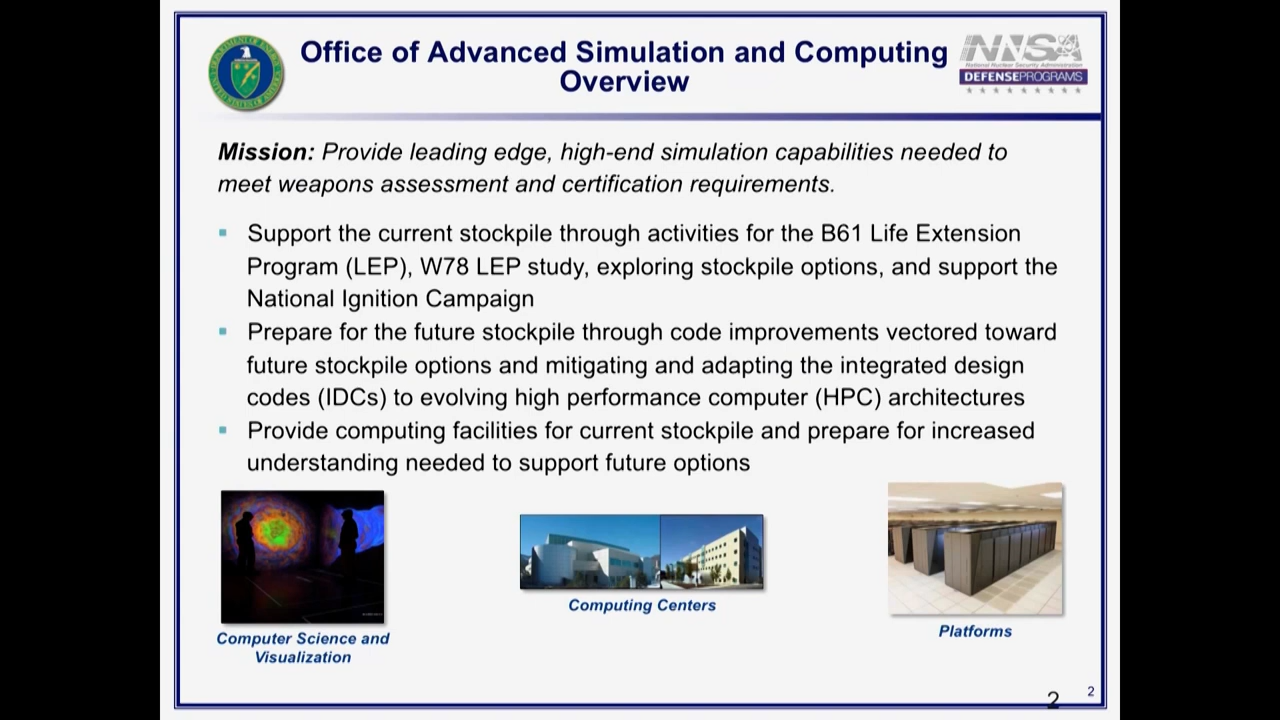 Office of Advanced Simulation and Computing
Overview
NNSA
National Nuclear Security Administration
DEFENSEPROGRAMS
Mission: Provide leading edge, high-end simulation capabilities needed to
meet weapons assessment and certification requirements.
▪ Support the current stockpile through activities for the B61 Life Extension
Program (LEP), W78 LEP study, exploring stockpile options, and support the
National Ignition Campaign
▪ Prepare for the future stockpile through code improvements vectored toward
future stockpile options and mitigating and adapting the integrated design
codes (IDCs) to evolving high performance computer (HPC) architectures
▪ Provide computing facilities for current stockpile and prepare for increased
understanding needed to support future options
Computer Science and
Visualization
Computing Centers
Platforms
2
2